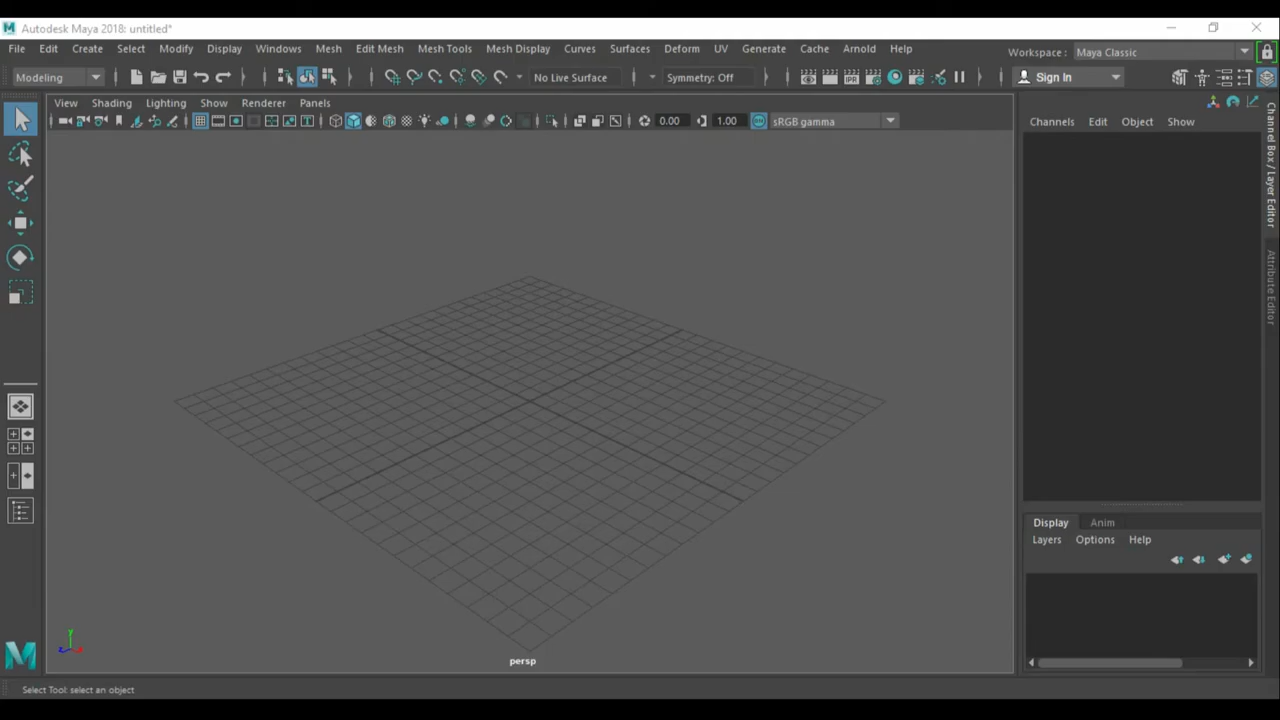 Autodesk Maya 2018: untitled*
File Edit Create Select Modify Display Windows Mesh Edit Mesh Mesh Tools Mesh Display Curves Surfaces Deform UV Generate Cache Arnold Help
Workspace : Maya Classic
Modeling No Live Surface Symmetry: Off Sign In
View Shading Lighting Show Renderer Panels
0.00 1.00 sRGB gamma
Channels Edit Object Show
Channel Box / Layer Editor
Attribute Editor
Display Anim
Layers Options Help
y
z x
persp
Select Tool: select an object